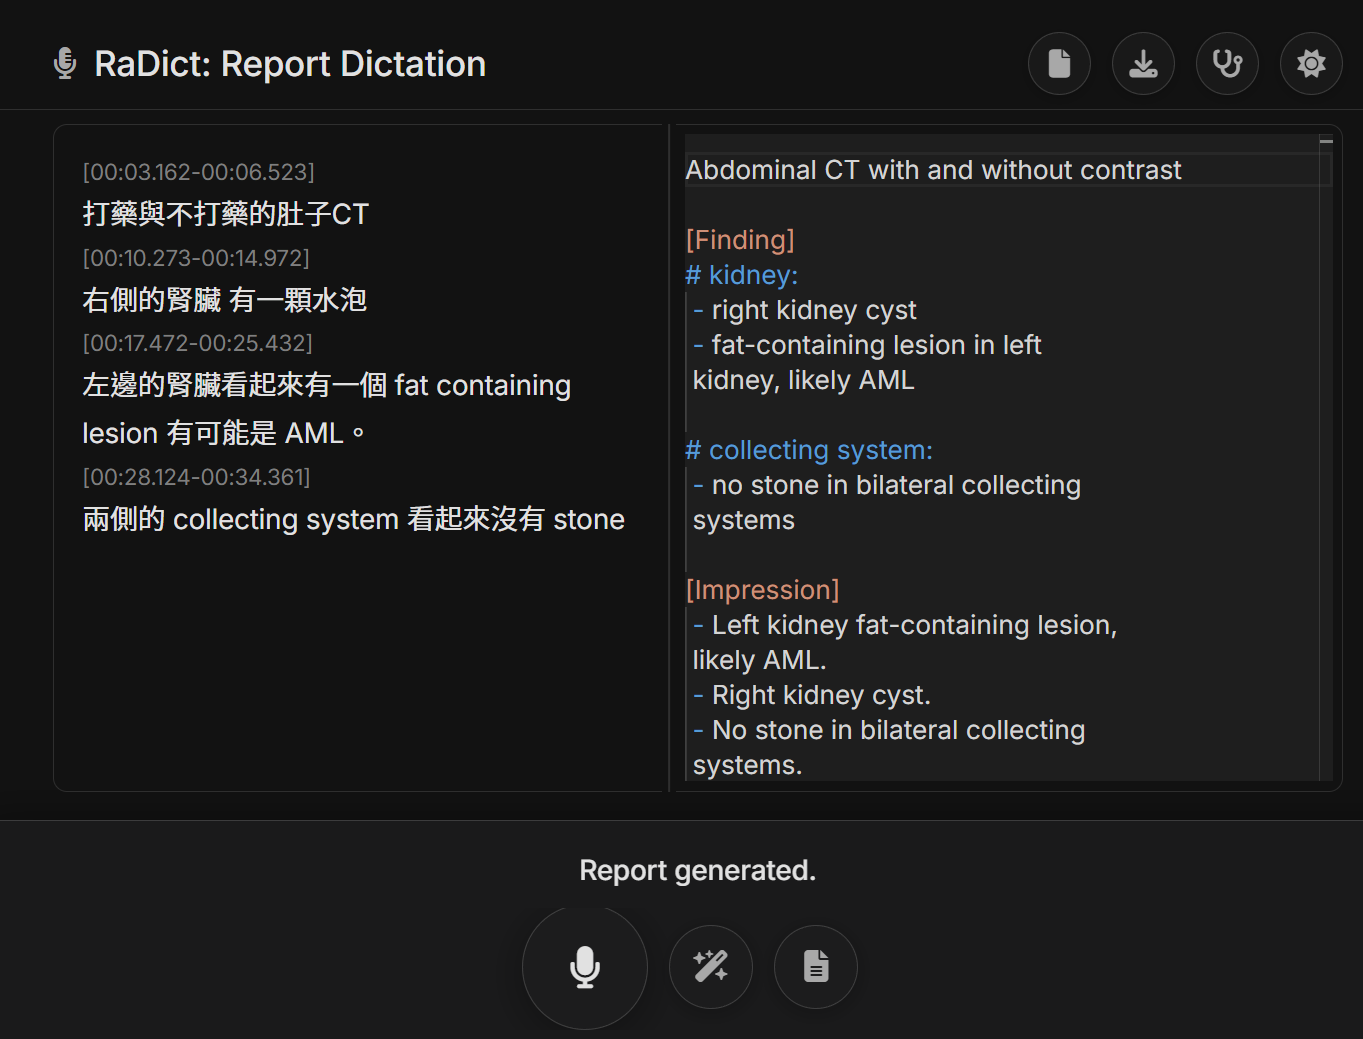 RaDict: Report Dictation
[00:03.162-00:06.523]
打藥與不打藥的肚子CT
[00:10.273-00:14.972]
右側的腎臟 有一顆水泡
[00:17.472-00:25.432]
左邊的腎臟看起來有一個 fat containing
lesion 有可能是 AML。
[00:28.124-00:34.361]
兩側的 collecting system 看起來沒有 stone
Abdominal CT with and without contrast
[Finding]
# kidney:
- right kidney cyst
- fat-containing lesion in left
kidney, likely AML
# collecting system:
- no stone in bilateral collecting
systems
[Impression]
- Left kidney fat-containing lesion,
likely AML.
- Right kidney cyst.
- No stone in bilateral collecting
systems.
Report generated.